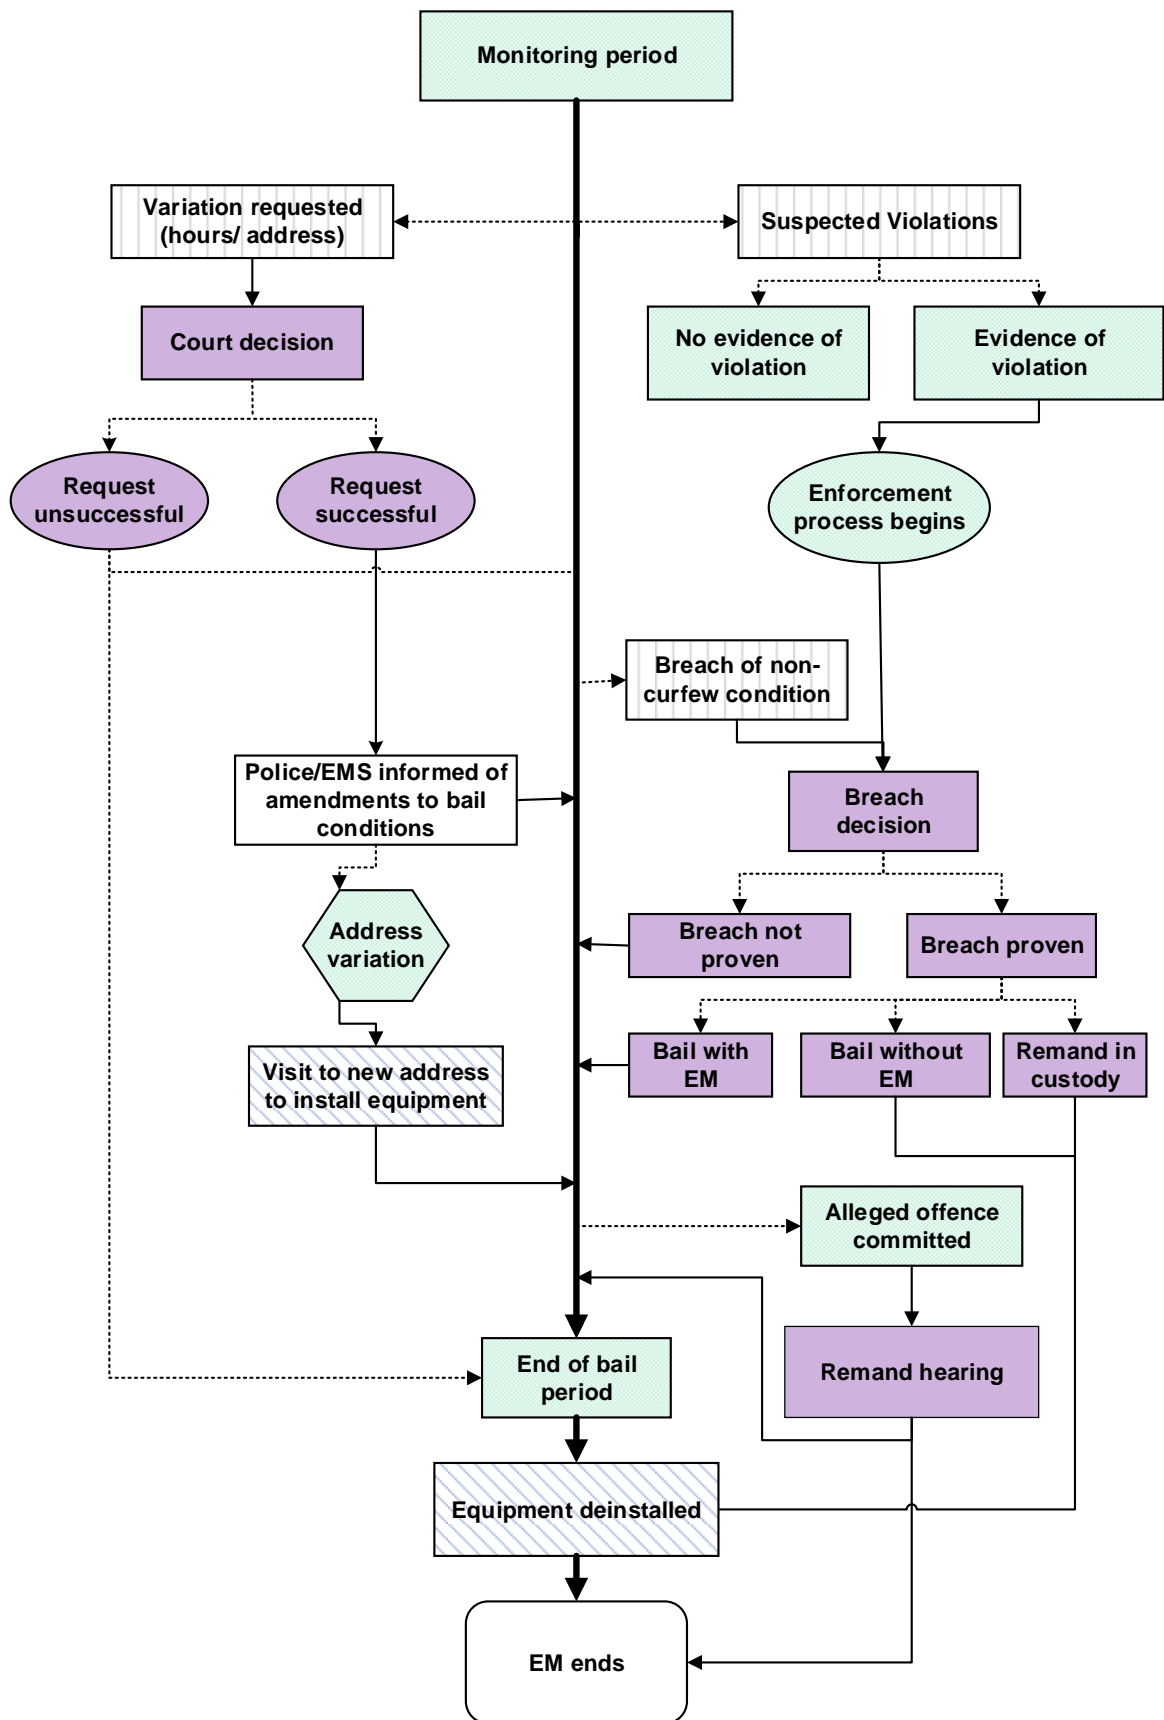 Monitoring period
Variation requested
(hours/ address)
Suspected Violations
Court decision
No evidence of
violation
Evidence of
violation
Request
unsuccessful
Request
successful
Enforcement
process begins
Breach of non-
curfew condition
Police/EMS informed of
amendments to bail
conditions
Breach
decision
Address
variation
Breach not
proven
Breach proven
Visit to new address
to install equipment
Bail with
EM
Bail without
EM
Remand in
custody
Alleged offence
committed
End of bail
period
Remand hearing
Equipment deinstalled
EM ends